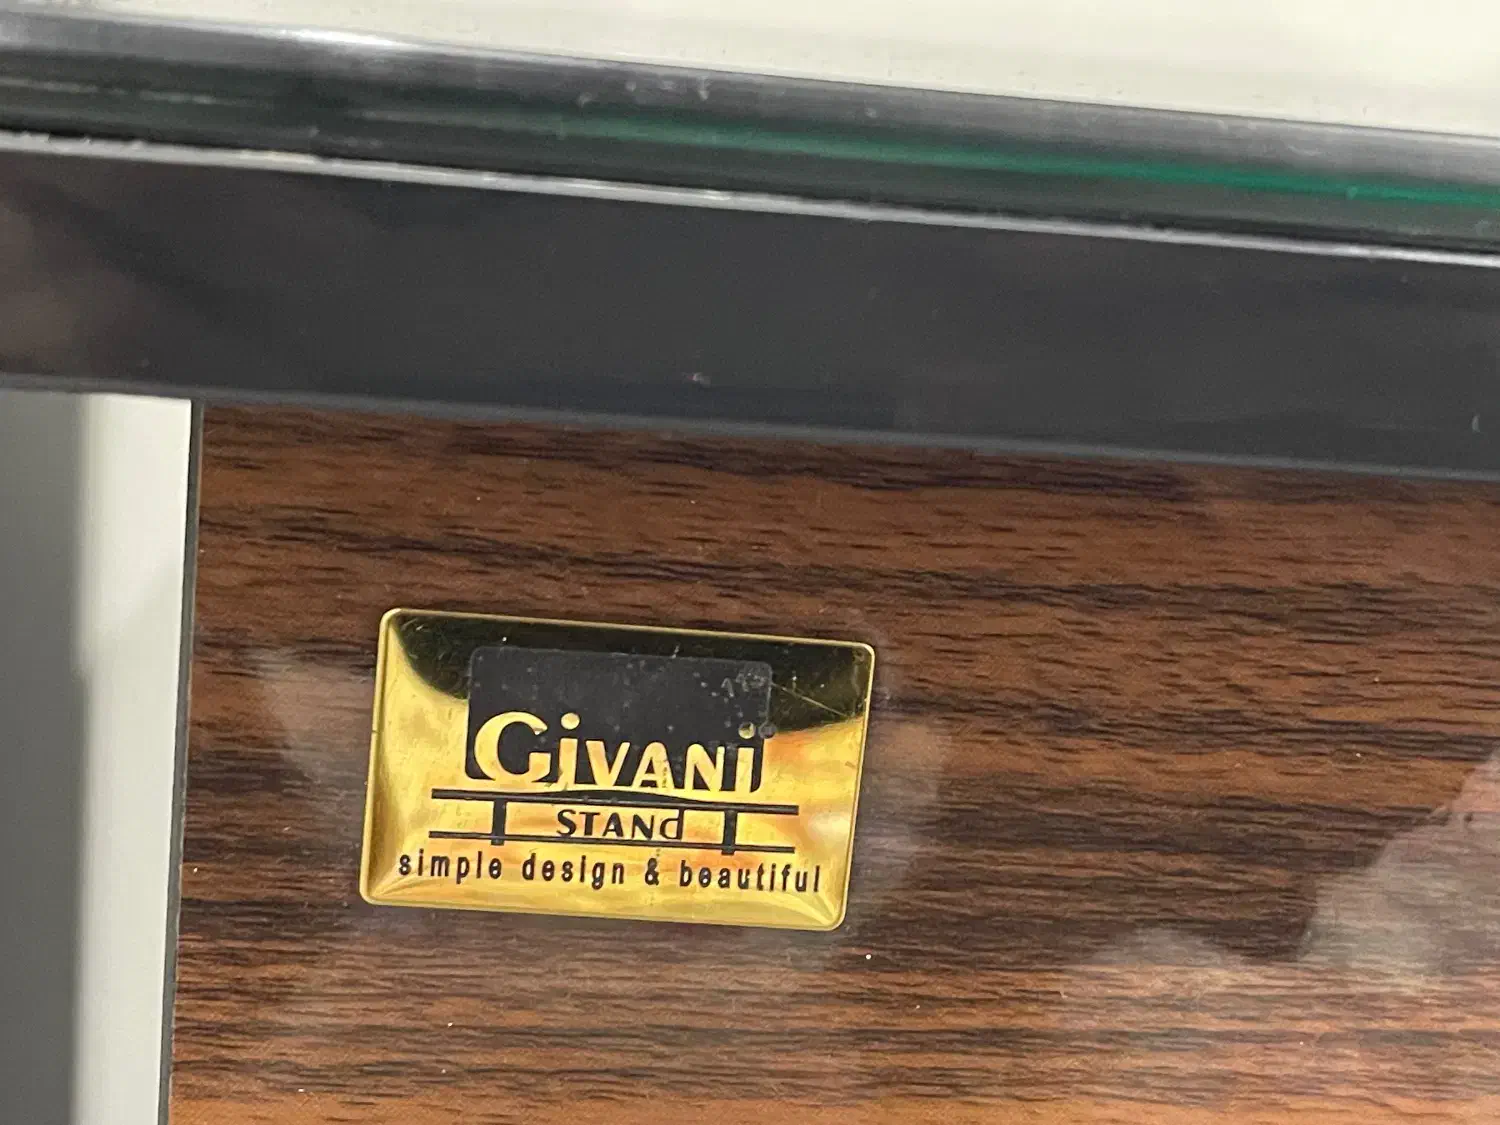 Givani
STANd
simple design & beautiful